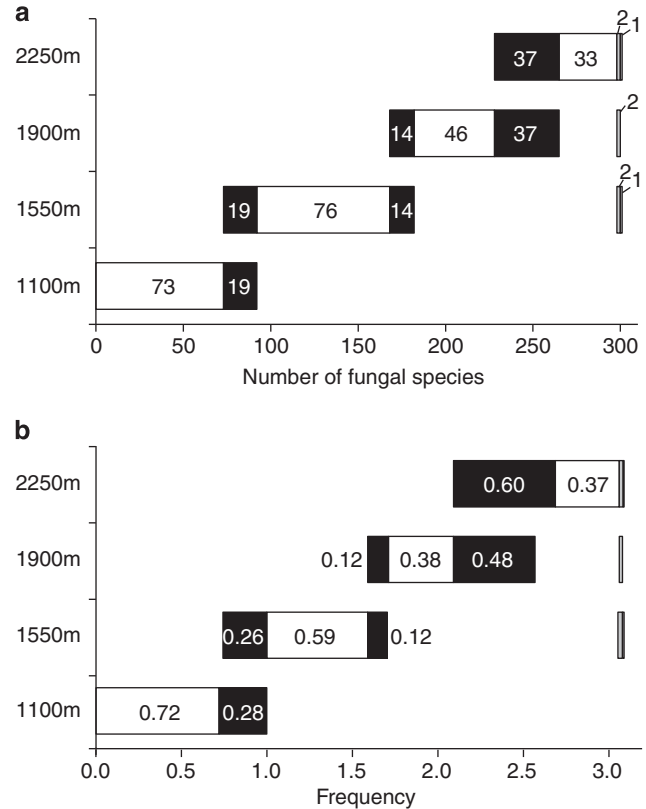 a
2 1
2250m 37 33
2
1900m 14 46 37
2 1
1550m 19 76 14
1100m 73 19
0 50 100 150 200 250 300
Number of fungal species
b
2250m 0.60 0.37
1900m 0.12 0.38 0.48
1550m 0.26 0.59 0.12
1100m 0.72 0.28
0.0 0.5 1.0 1.5 2.0 2.5 3.0
Frequency